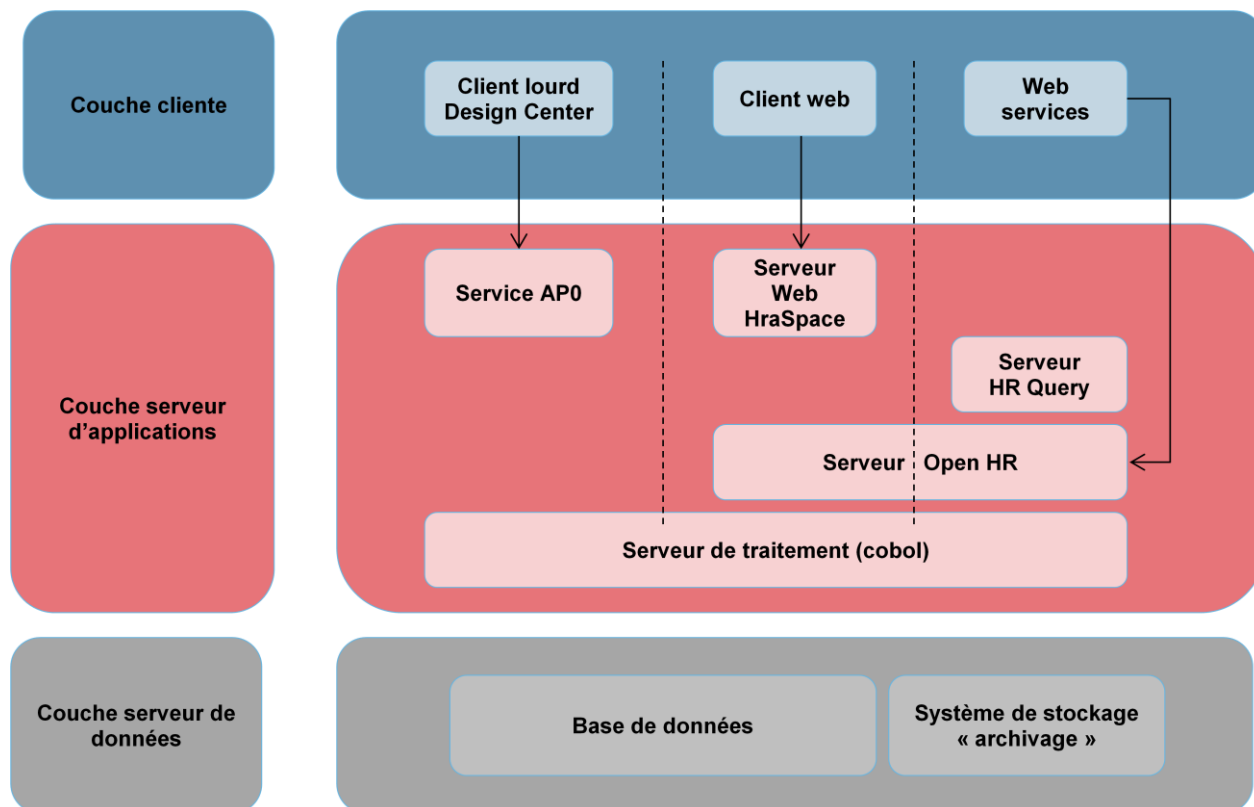 Couche cliente
Client lourd
Design Center
Client web
Web
services
Couche serveur
d’applications
Service AP0
Serveur
Web
HraSpace
Serveur
HR Query
Serveur Open HR
Serveur de traitement (cobol)
Couche serveur de
données
Base de données
Système de stockage
« archivage »